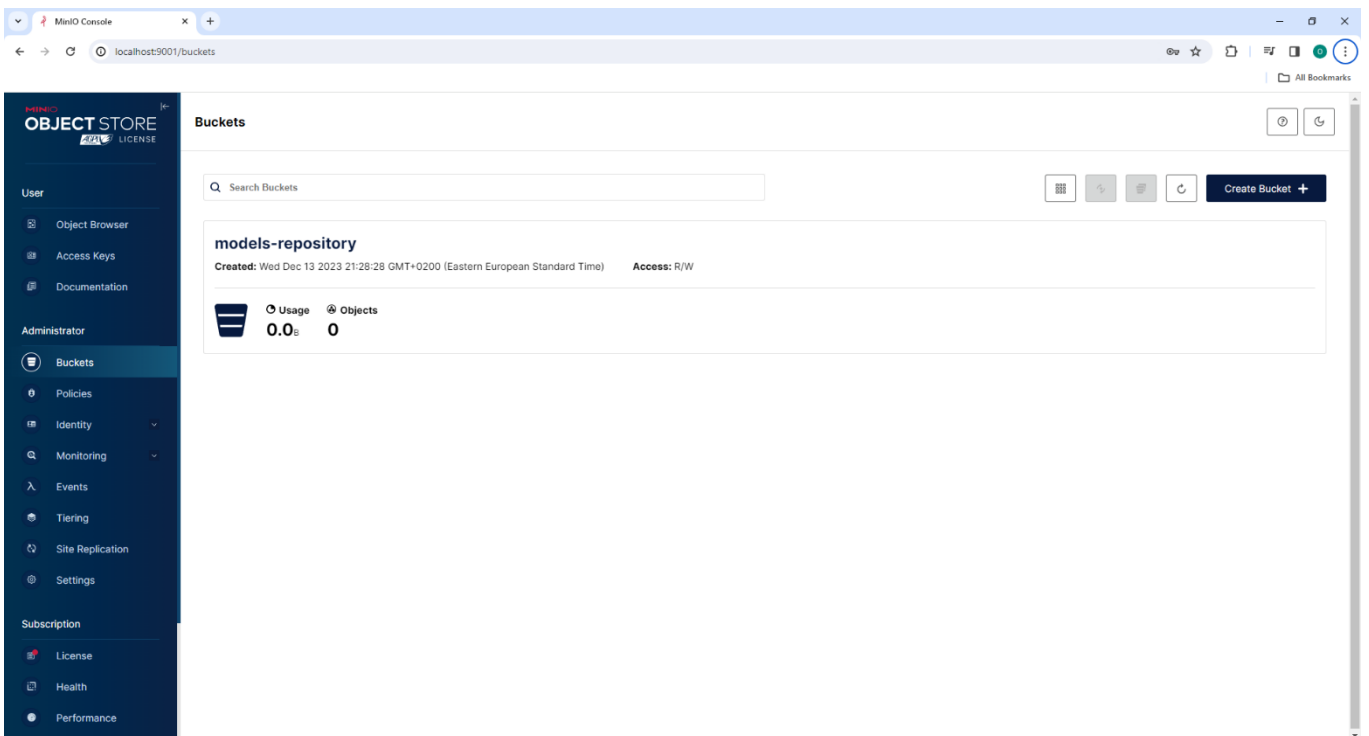 MinIO Console
localhost:9001/buckets
All Bookmarks
MINIO
OBJECT STORE
AGPLv3 LICENSE
Buckets
User
Search Buckets
Create Bucket +
Object Browser
models-repository
Access Keys
Created: Wed Dec 13 2023 21:28:28 GMT+0200 (Eastern European Standard Time) Access: R/W
Documentation
Usage Objects
0.0B 0
Administrator
Buckets
Policies
Identity
Monitoring
Events
Tiering
Site Replication
Settings
Subscription
License
Health
Performance